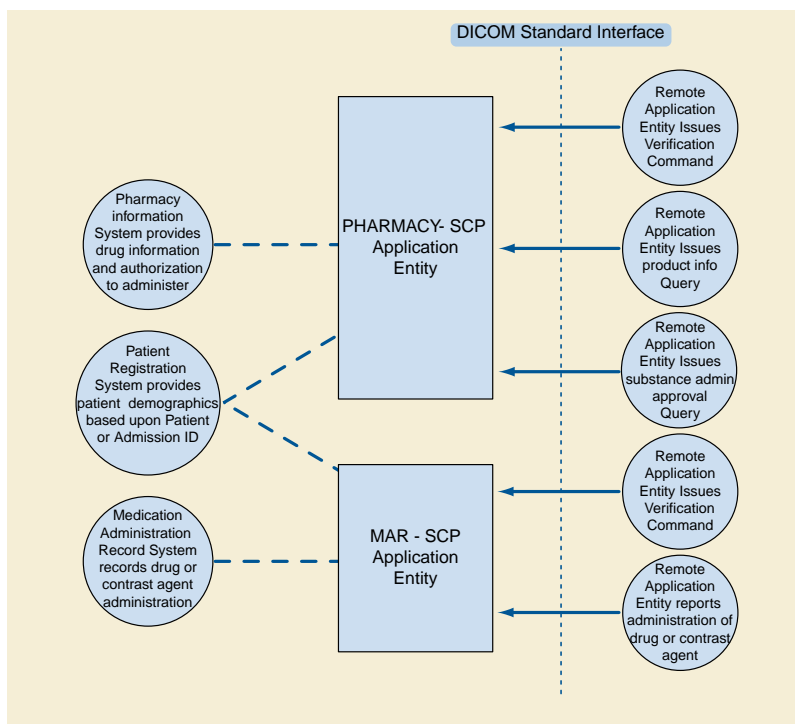 DICOM Standard Interface
Pharmacy
information
System provides
drug information
and authorization
to administer
Patient
Registration
System provides
patient demographics
based upon Patient
or Admission ID
Medication
Administration
Record System
records drug or
contrast agent
administration
PHARMACY- SCP
Application
Entity
MAR - SCP
Application
Entity
Remote
Application
Entity Issues
Verification
Command
Remote
Application
Entity Issues
product info
Query
Remote
Application
Entity Issues
substance admin
approval
Query
Remote
Application
Entity Issues
Verification
Command
Remote
Application
Entity reports
administration of
drug or contrast
agent